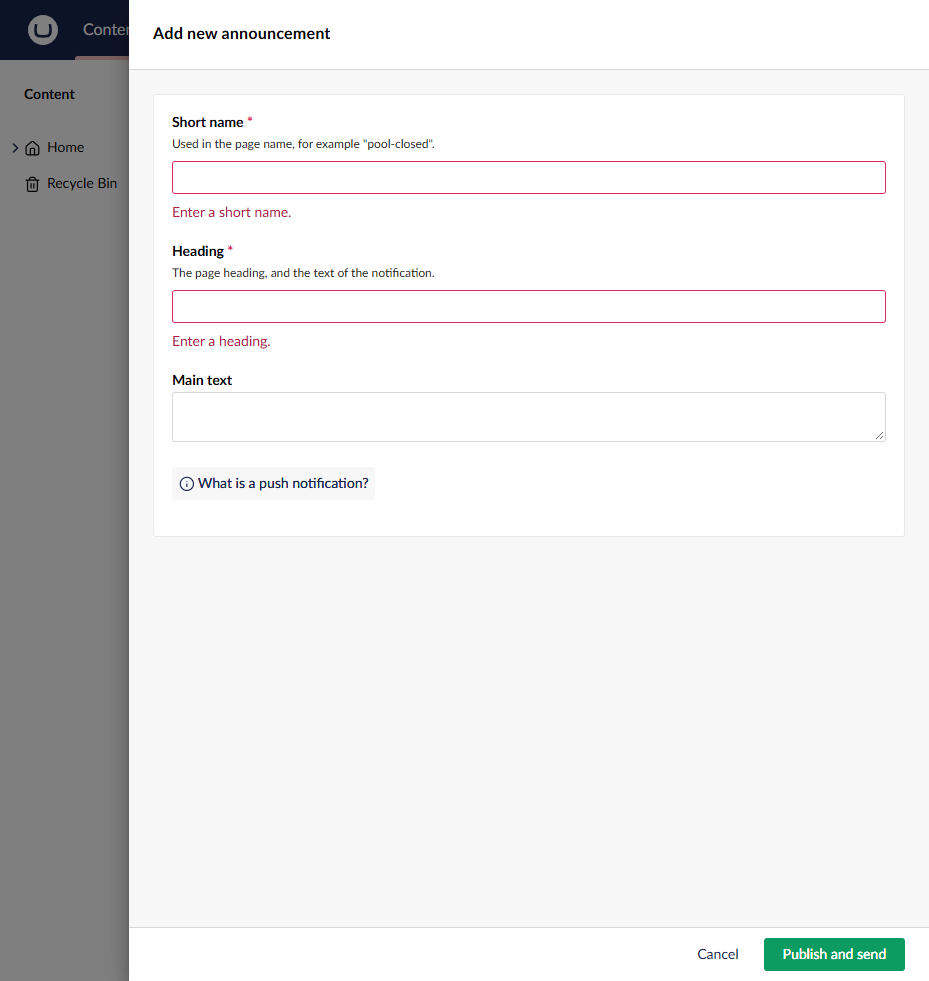 Conten
Add new announcement
Content
Home
Recycle Bin
Short name *
Used in the page name, for example "pool-closed".
Enter a short name.
Heading *
The page heading, and the text of the notification.
Enter a heading.
Main text
What is a push notification?
Cancel
Publish and send